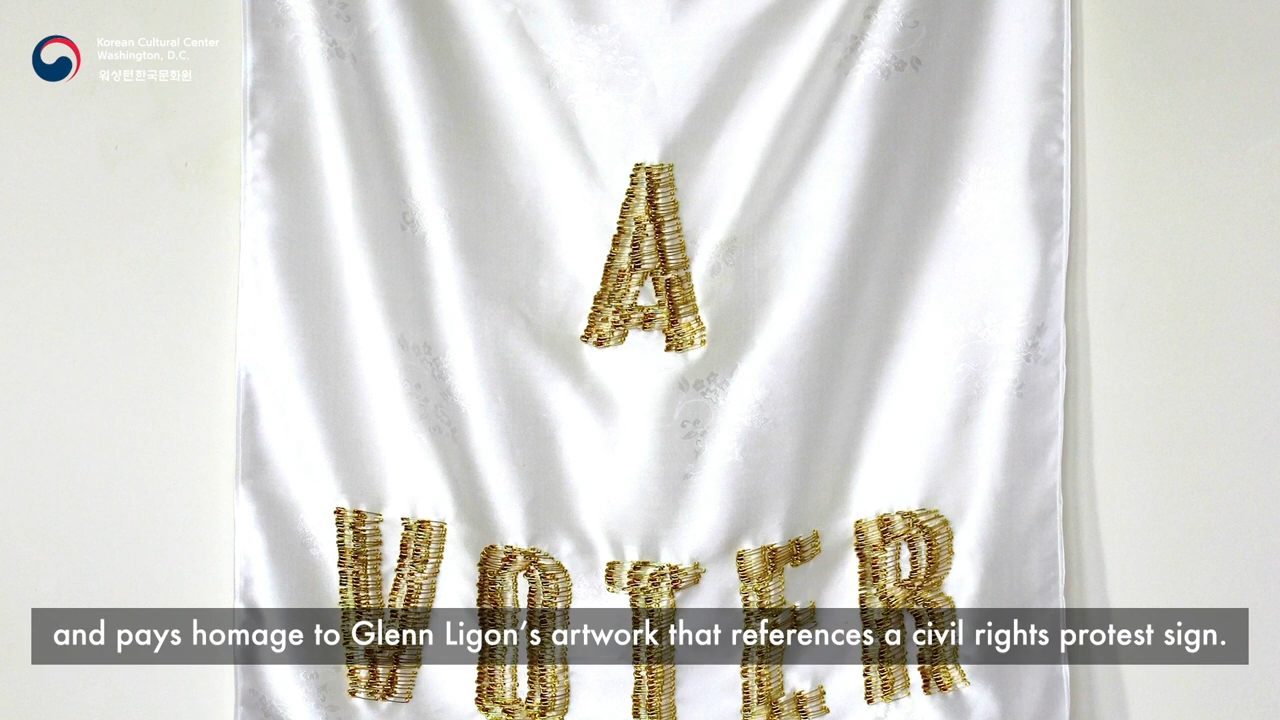 Korean Cultural Center
Washington, D.C.
워싱턴한국문화원
A
VOTER
and pays homage to Glenn Ligon's artwork that references a civil rights protest sign.